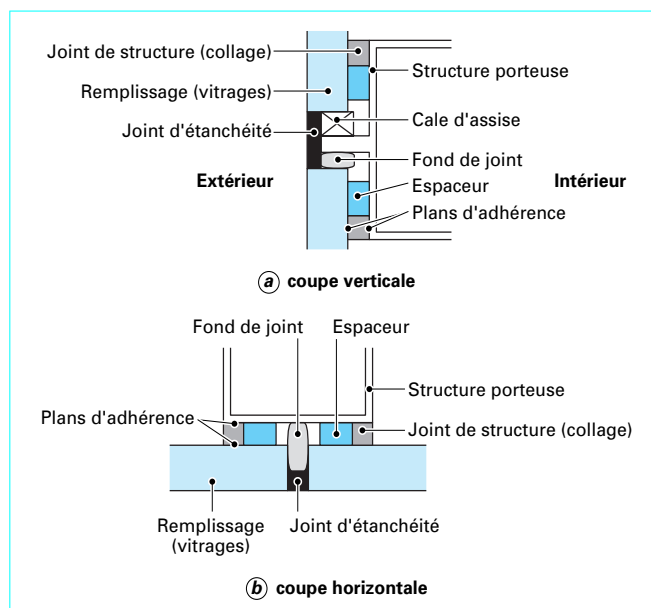 Joint de structure (collage)
Structure porteuse
Remplissage (vitrages)
Cale d'assise
Joint d'étanchéité
Fond de joint
Extérieur
Espaceur
Intérieur
Plans d'adhérence
a coupe verticale
Fond de joint
Espaceur
Structure porteuse
Plans d'adhérence
Joint de structure (collage)
Remplissage
(vitrages)
Joint d'étanchéité
b coupe horizontale